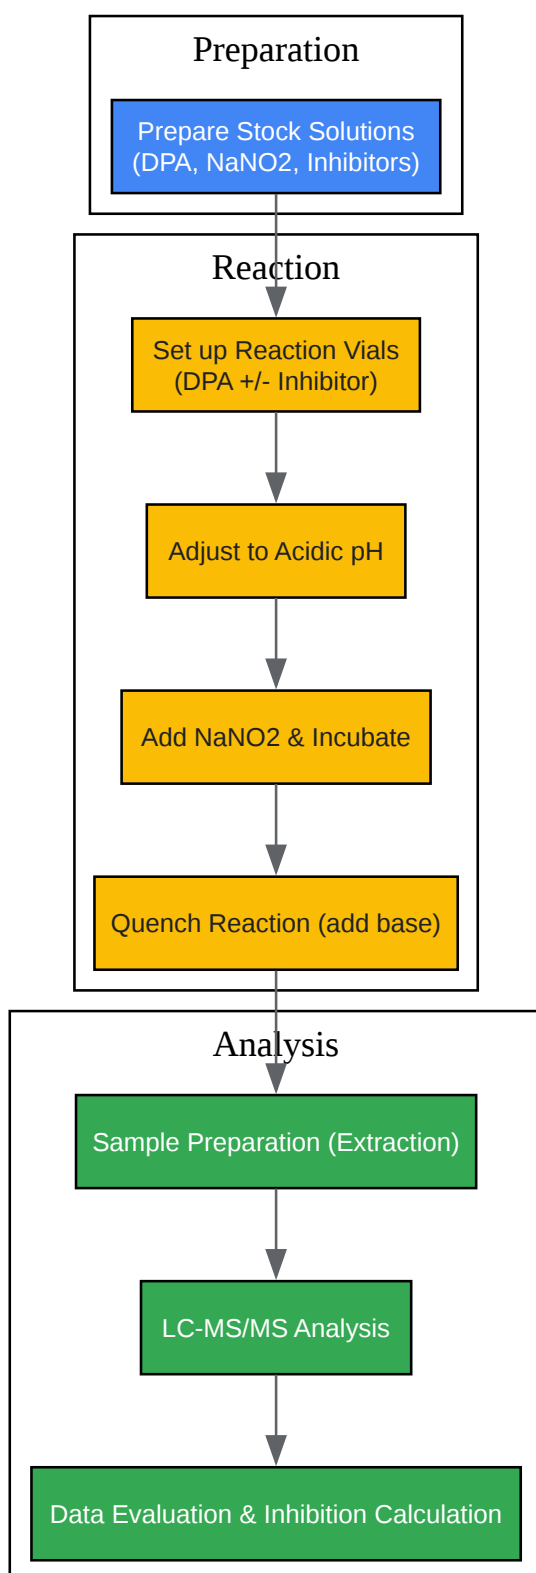 Preparation
Prepare Stock Solutions
(DPA, NaNO2, Inhibitors)
Reaction
Set up Reaction Vials
(DPA +/- Inhibitor)
Adjust to Acidic pH
Add NaNO2 & Incubate
Quench Reaction (add base)
Analysis
Sample Preparation (Extraction)
LC-MS/MS Analysis
Data Evaluation & Inhibition Calculation